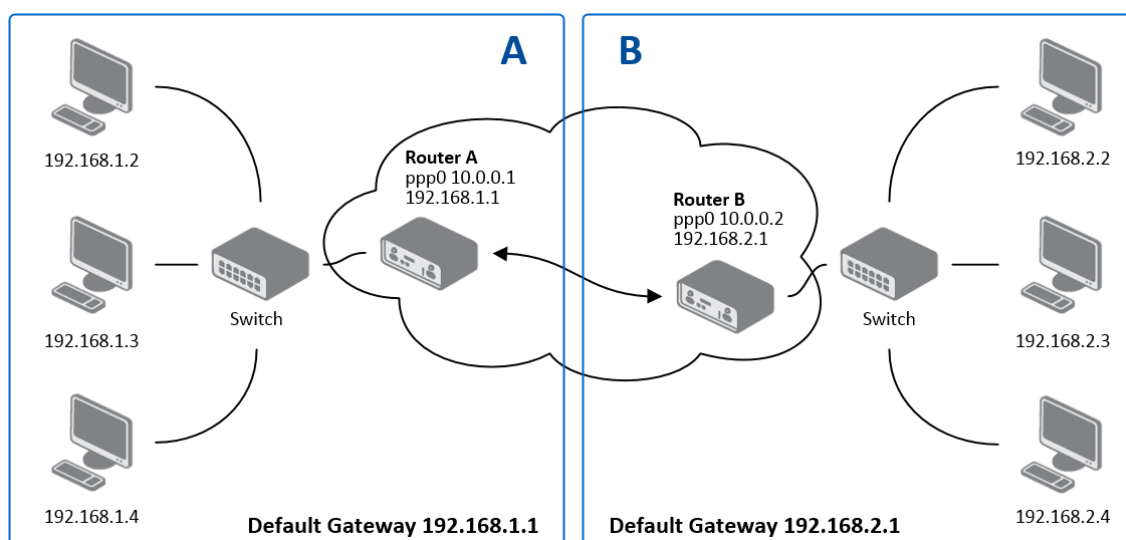 A
B
192.168.1.2
192.168.2.2
Router A
ppp0 10.0.0.1
192.168.1.1
Router B
ppp0 10.0.0.2
192.168.2.1
Switch
Switch
192.168.1.3
192.168.2.3
192.168.1.4
192.168.2.4
Default Gateway 192.168.1.1
Default Gateway 192.168.2.1